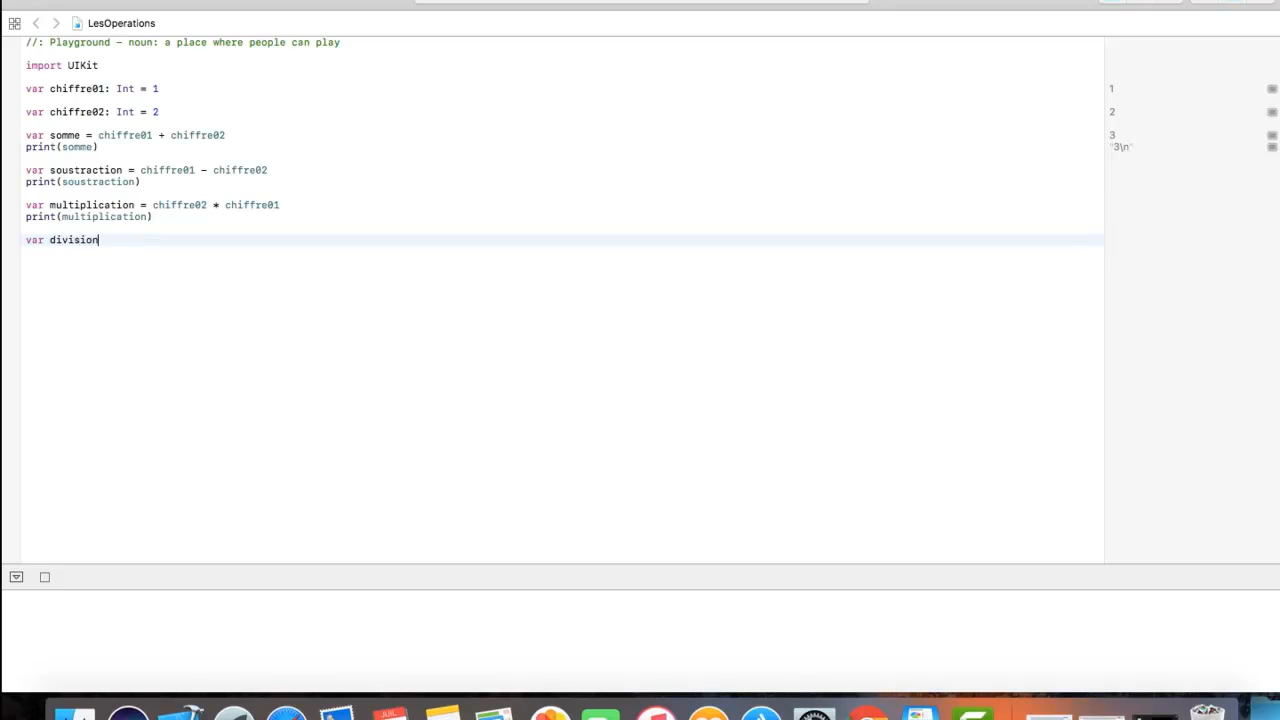 LesOperations
//: Playground – noun: a place where people can play
import UIKit
var chiffre01: Int = 1
1
var chiffre02: Int = 2
2
var somme = chiffre01 + chiffre02
3
print(somme)
"3\n"
var soustraction = chiffre01 - chiffre02
print(soustraction)
var multiplication = chiffre02 * chiffre01
print(multiplication)
var division
JUIL.